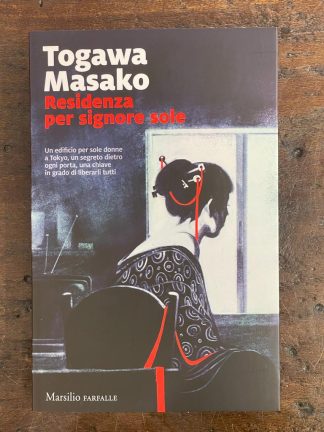 Togawa
Masako
Residenza
per signore sole
Un edificio per sole donne
a Tokyo, un segreto dietro
ogni porta, una chiave
in grado di liberarli tutti
Marsilio FARFALLE